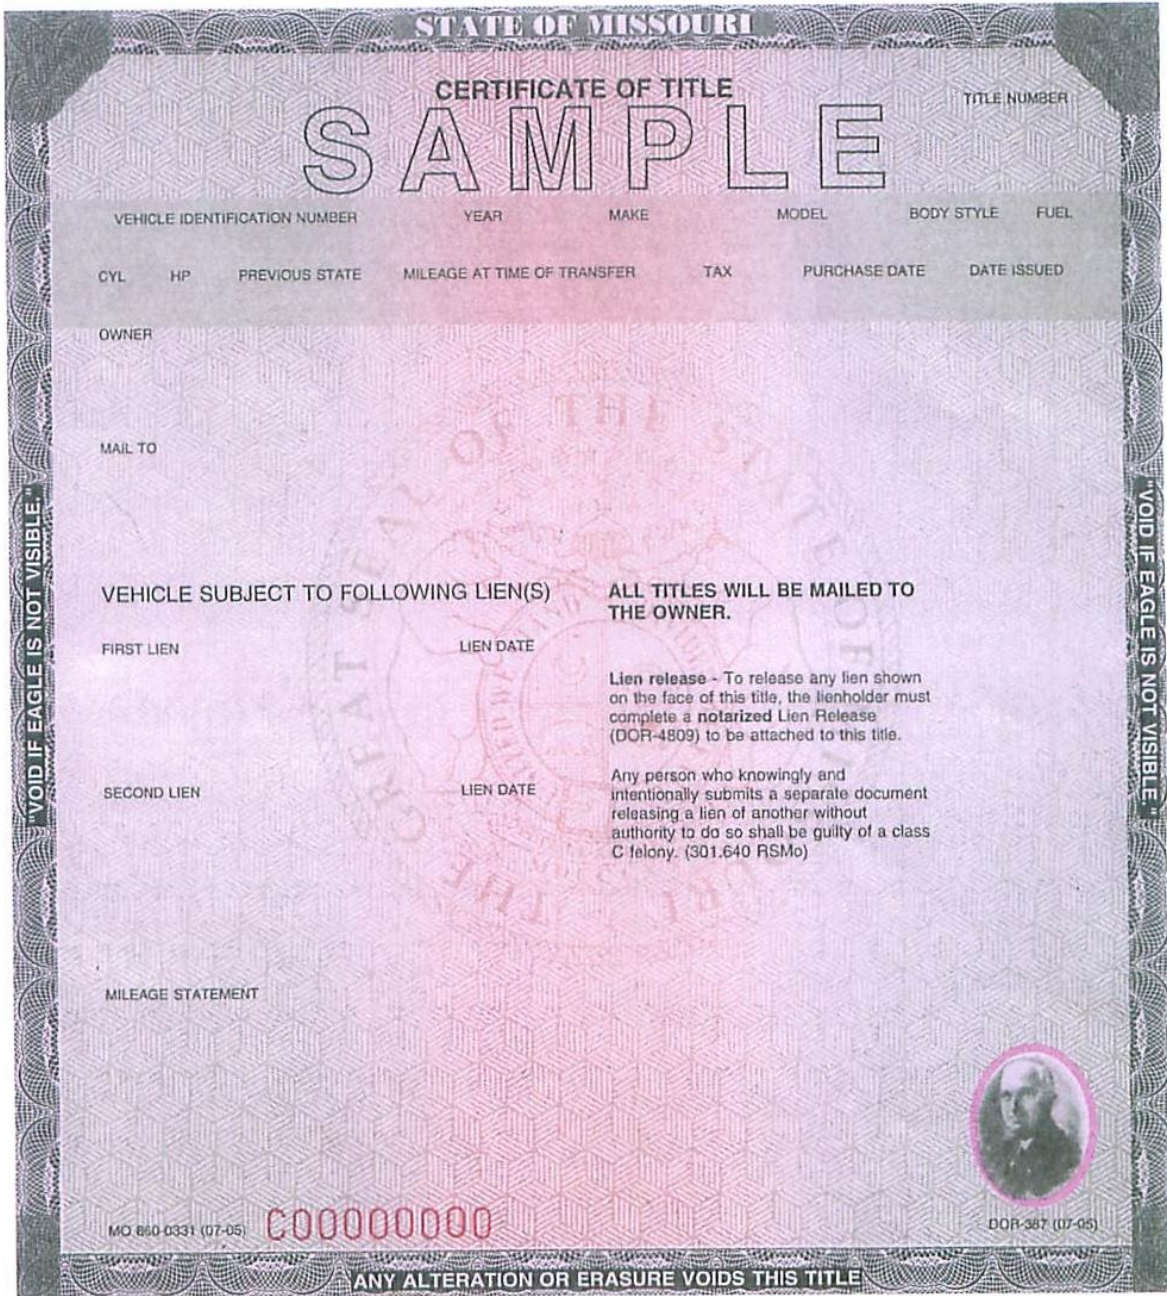 STATE OF MISSOURI
CERTIFICATE OF TITLE
TITLE NUMBER
SAMPLE
VEHICLE IDENTIFICATION NUMBER YEAR MAKE MODEL BODY STYLE FUEL
CYL HP PREVIOUS STATE MILEAGE AT TIME OF TRANSFER TAX PURCHASE DATE DATE ISSUED
OWNER
THE GREAT SEAL OF THE STATE OF
MAIL TO
"VOID IF EAGLE IS NOT VISIBLE."
"VOID IF EAGLE IS NOT VISIBLE."
VEHICLE SUBJECT TO FOLLOWING LIEN(S)
FIRST LIEN LIEN DATE
SECOND LIEN LIEN DATE
ALL TITLES WILL BE MAILED TO
THE OWNER.
Lien release - To release any lien shown
on the face of this title, the lienholder must
complete a notarized Lien Release
(DOR-4809) to be attached to this title.
Any person who knowingly and
intentionally submits a separate document
releasing a lien of another without
authority to do so shall be guilty of a class
C felony. (301.640 RSMo)
MILEAGE STATEMENT
MO 860-0331 (07-05) C00000000
DOR-387 (07-05)
ANY ALTERATION OR ERASURE VOIDS THIS TITLE